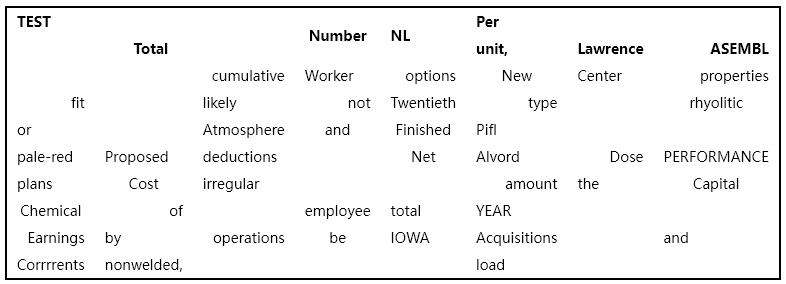 TEST Total Number NL Per unit, Lawrence ASEMBL
cumulative Worker options New Center properties
fit likely not Twentieth type rhyolitic
or Atmosphere and Finished Pifl
pale-red Proposed deductions Net Alvord Dose PERFORMANCE
plans Cost irregular amount the Capital
Chemical of employee total YEAR
Earnings by operations be IOWA Acquisitions and
Corrrrents nonwelded, load